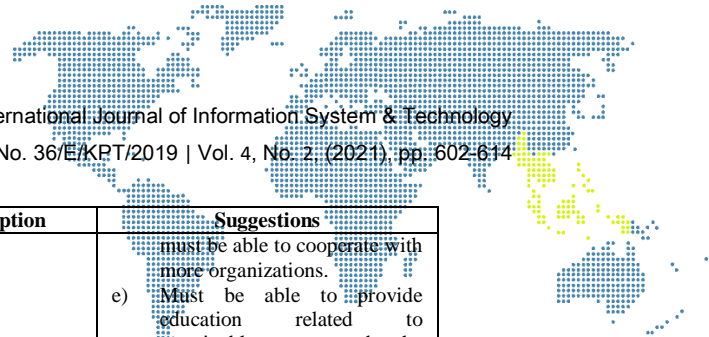 ernational Journal of Information System & Technology
No. 36/E/KPT/2019 | Vol. 4, No. 2, (2021), pp. 602-614
ption
Suggestions
must be able to cooperate with
more organizations.
e) Must be able to provide
education related to